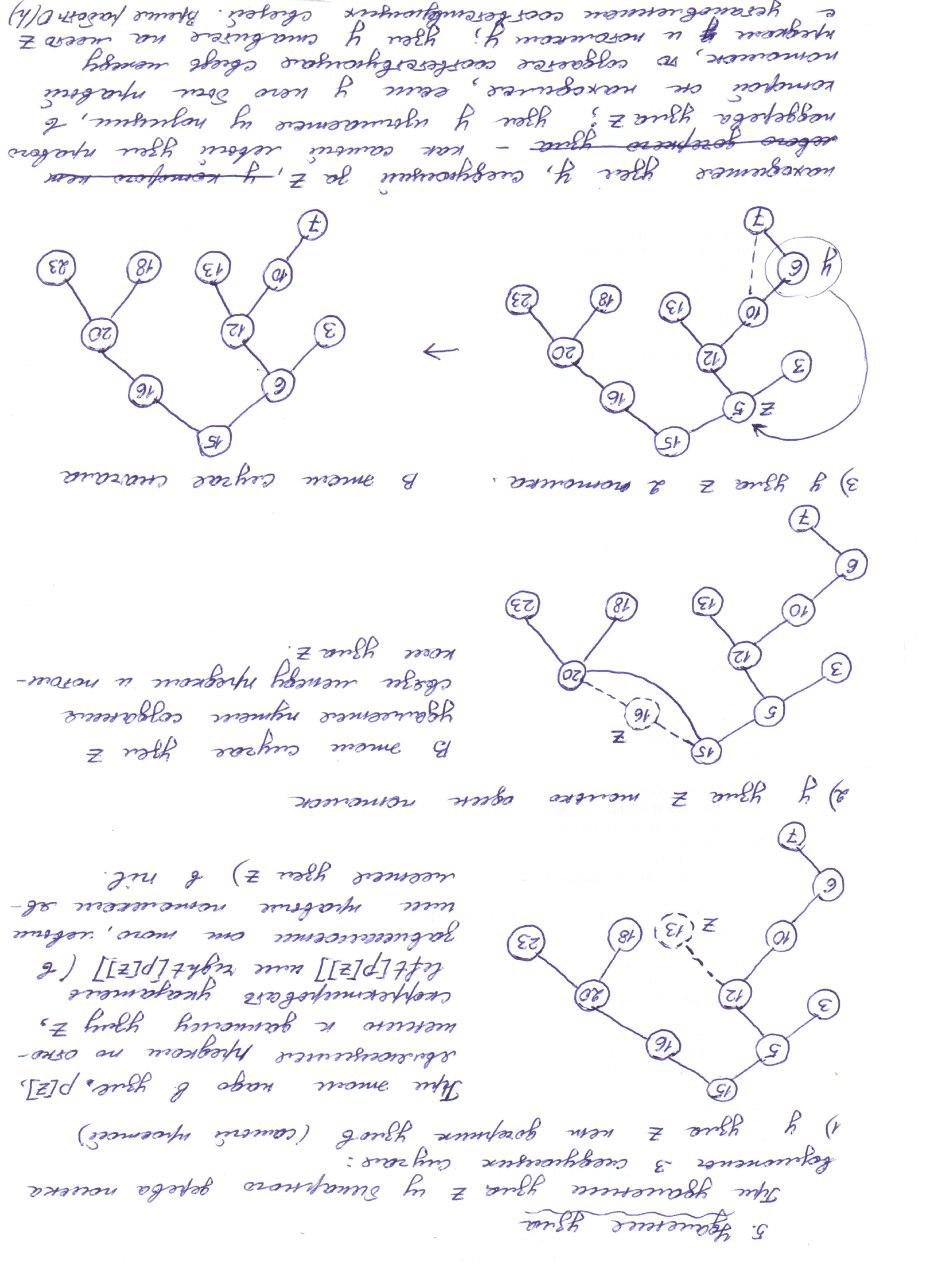 5. Удаление узла
При удалении узла Z из бинарного дерева поиска
возможны 3 следующих случая:
1) у узла Z нет дочерних узлов (самый простой)
15
5
16
3
12
20
10
Z
13
18
23
6
7
При этом надо в узле p[Z],
являющимся предком по отно-
шению к данному узлу Z,
скорректировать указатель
left[p[Z]] или right[p[Z]] (в
зависимости от того, левым
или правым потомком яв-
ляется узел Z) в nil.
2) у узла Z только один потомок
15
Z
16
5
3
12
20
10
13
18
23
6
7
В этом случае узел Z
удаляется путем создания
связи между предком и потом-
ком узла Z.
3) у узла Z 2 потомка. В этом случае сначала
15
Z 5
16
3
12
20
10
13
18
23
y 6
7
→
15
6
16
3
12
20
10
13
18
23
7
находится узел y, следующий за Z, у которого нет
левого дочернего узла – как самый левый узел правого
поддерева узла Z; узел y изымается из позиции, в
которой он находился, если у него был правый
потомок, то создается соответствующая связь между
предком y и потомком y; узел y ставится на место Z
с установлением соответствующих связей. Время работы O(h)